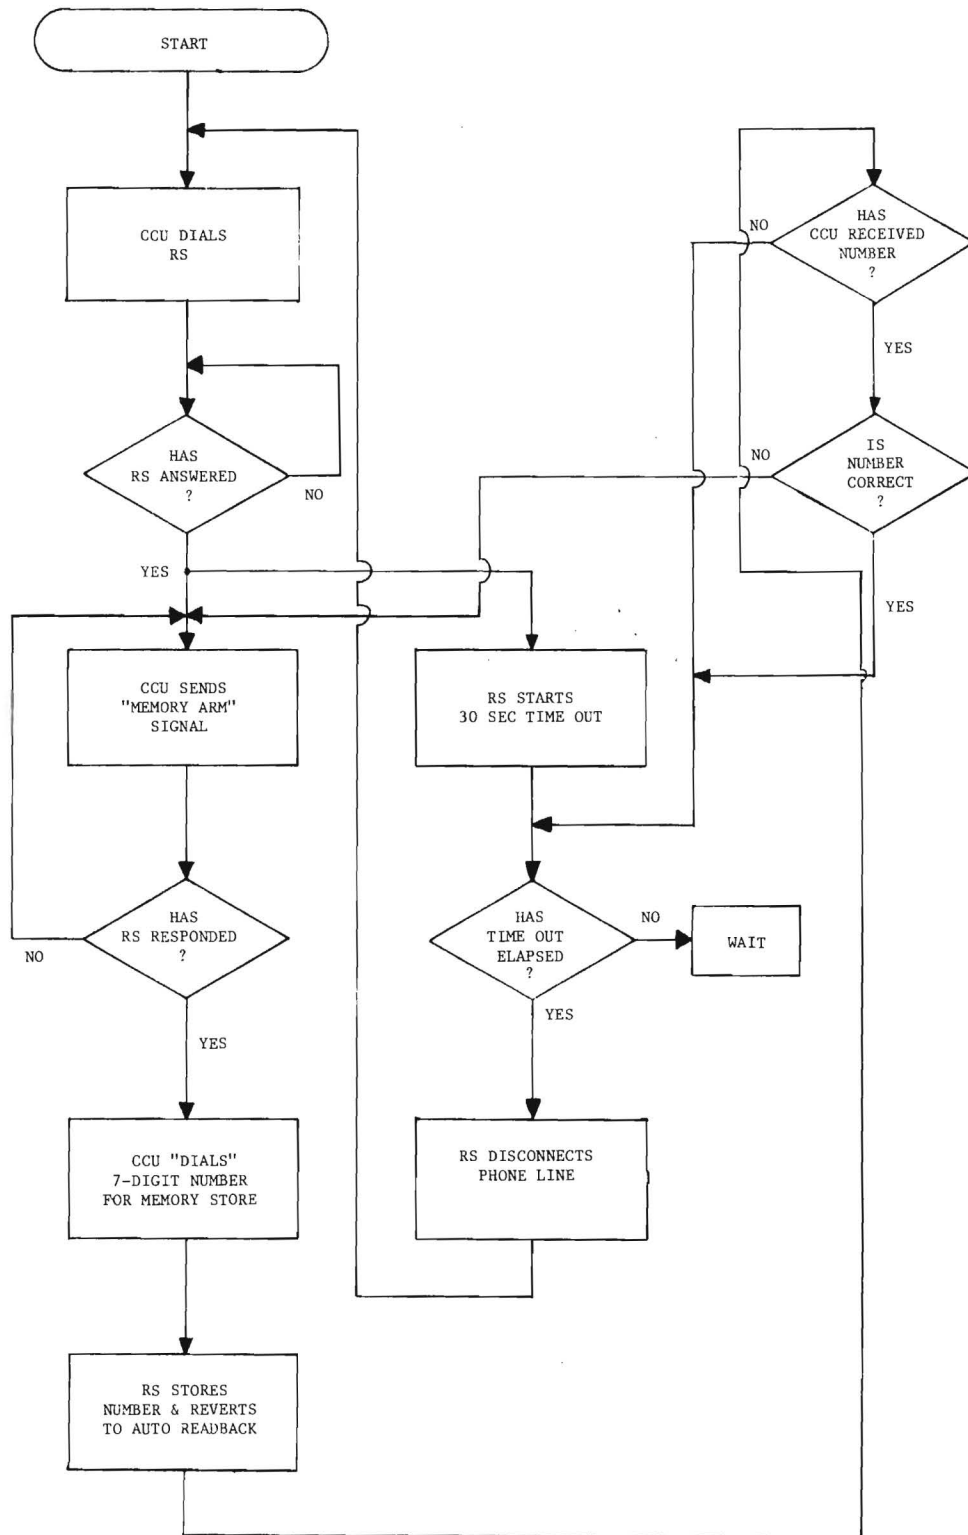 START
CCU DIALS
RS
HAS
RS ANSWERED
?
NO
YES
CCU SENDS
"MEMORY ARM"
SIGNAL
HAS
RS RESPONDED
?
NO
YES
CCU "DIALS"
7-DIGIT NUMBER
FOR MEMORY STORE
RS STORES
NUMBER & REVERTS
TO AUTO READBACK
RS STARTS
30 SEC TIME OUT
HAS
TIME OUT
ELAPSED
?
NO
WAIT
YES
RS DISCONNECTS
PHONE LINE
HAS
CCU RECEIVED
NUMBER
?
NO
YES
IS
NUMBER
CORRECT
?
NO
YES